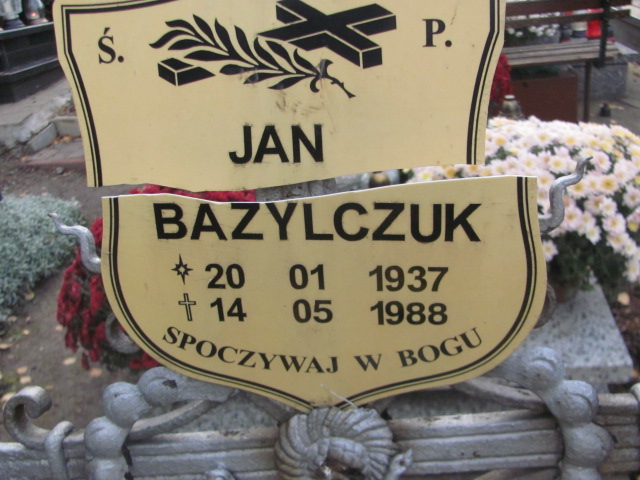 Ś. P.
JAN
BAZYLCZUK
20 01 1937
14 05 1988
SPOCZYWAJ W BOGU